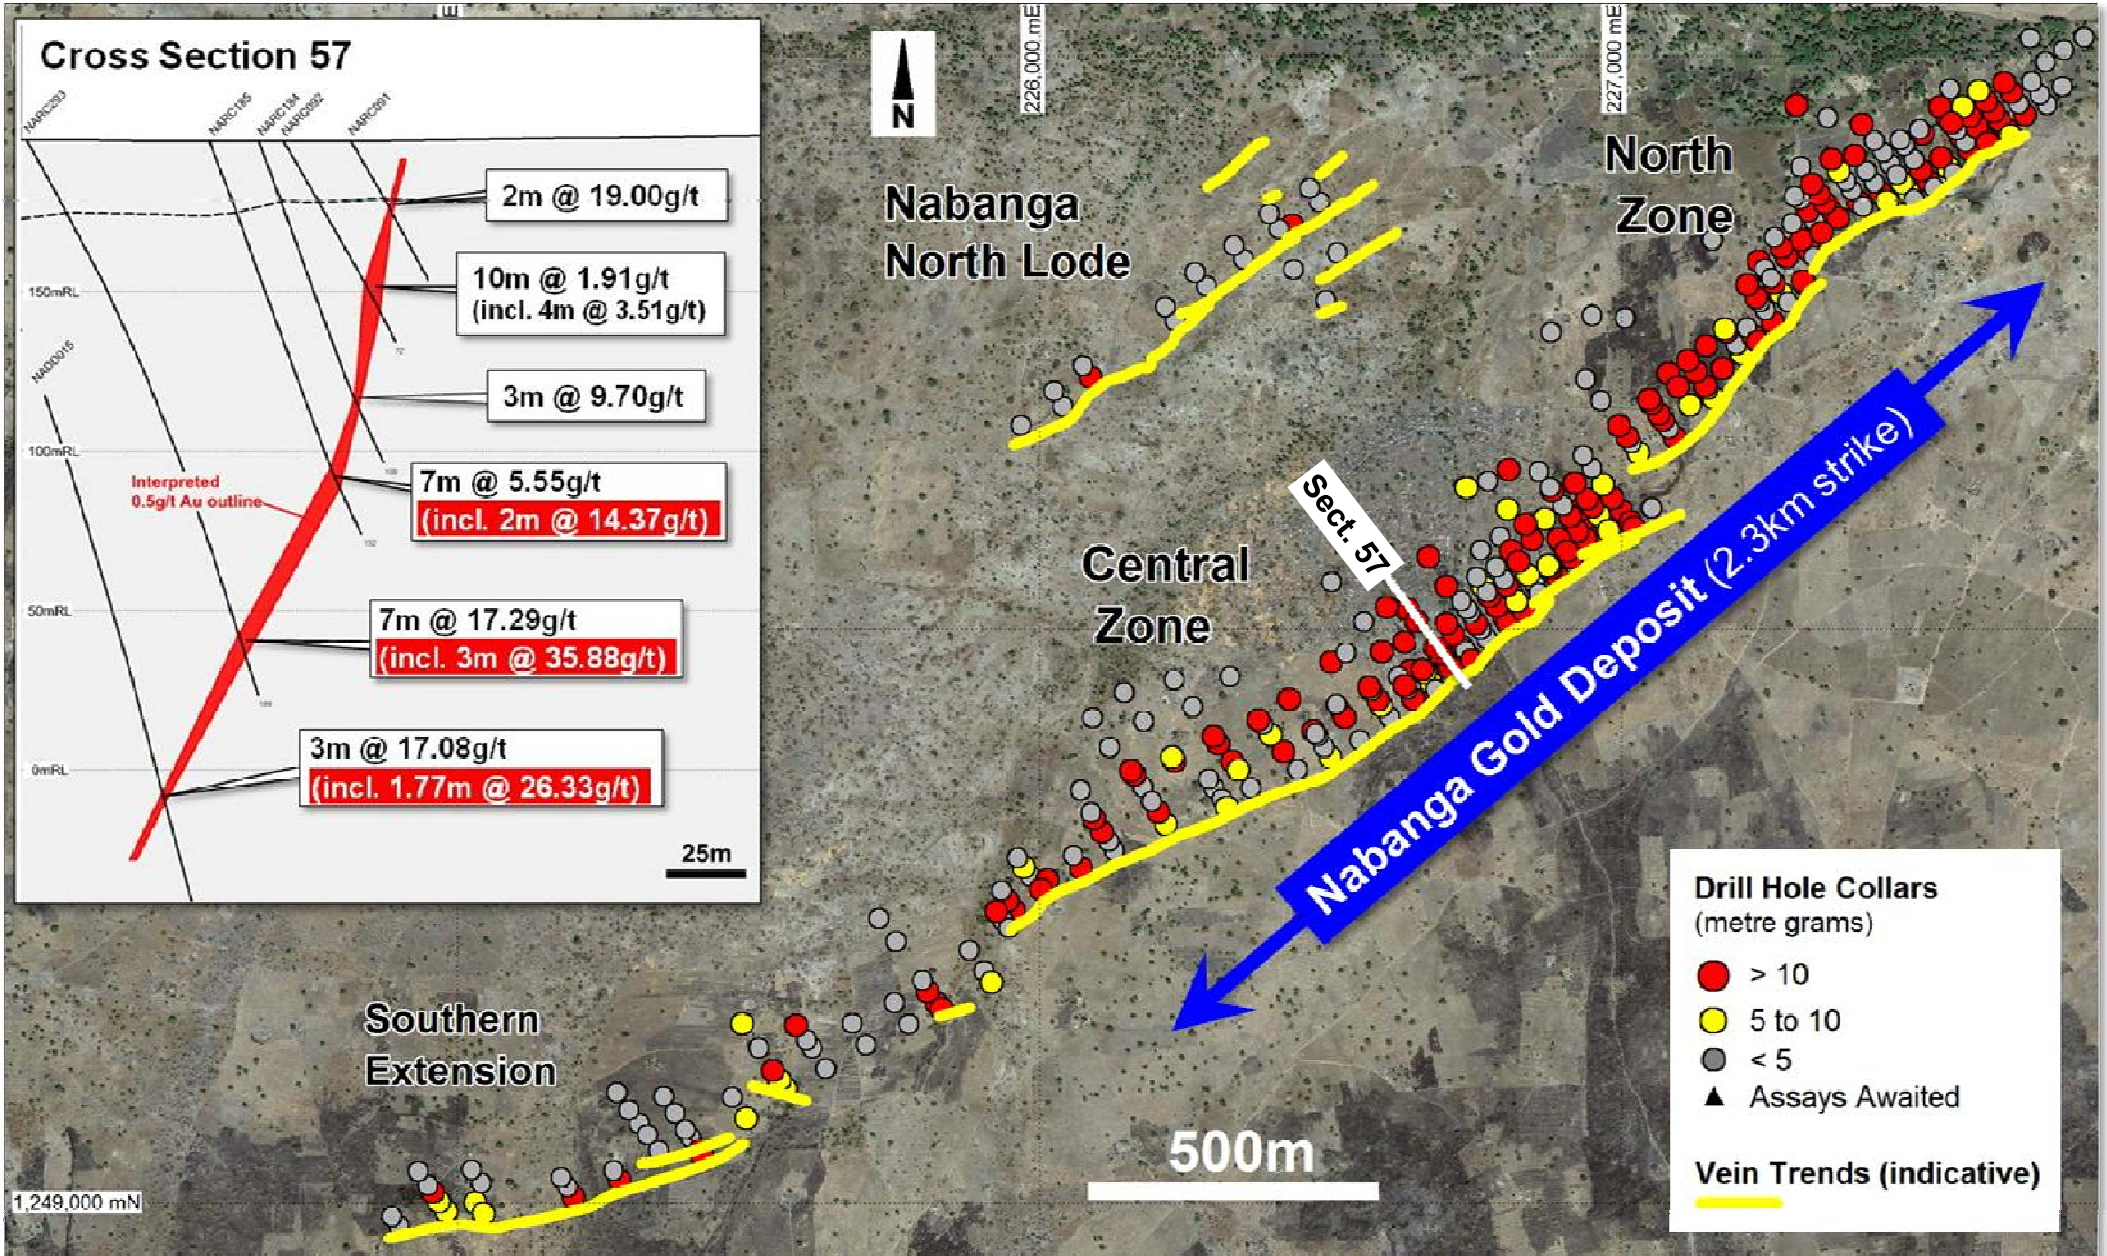 Cross Section 57
NARC185
NARC184
NARC092
NARC091
2m @ 19.00g/t
10m @ 1.91g/t
(incl. 4m @ 3.51g/t)
150mRL
NADD015
3m @ 9.70g/t
100mRL
7m @ 5.55g/t
(incl. 2m @ 14.37g/t)
Interpreted
0.5g/t Au outline
50mRL
7m @ 17.29g/t
(incl. 3m @ 35.88g/t)
0mRL
3m @ 17.08g/t
(incl. 1.77m @ 26.33g/t)
25m
E
N
226,000 mE
227,000 mE
Nabanga
North Lode
North
Zone
Sect. 57
Central
Zone
Nabanga Gold Deposit (2.3km strike)
Southern
Extension
1,249,000 mN
500m
Drill Hole Collars
(metre grams)
> 10
5 to 10
< 5
Assays Awaited
Vein Trends (indicative)